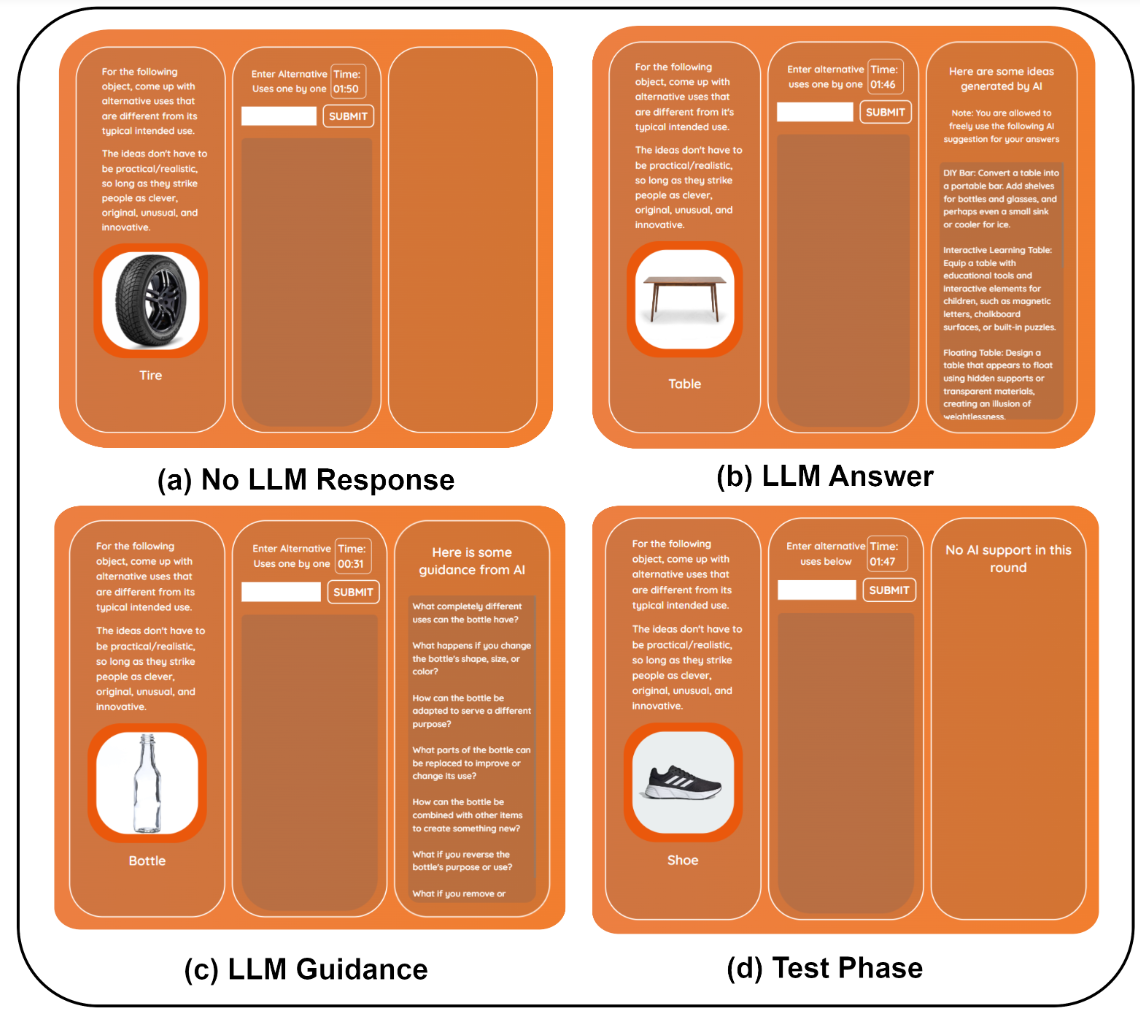 For the following
object, come up with
alternative uses that
are different from its
typical intended use.
The ideas don't have to
be practical/realistic,
so long as they strike
people as clever,
original, unusual, and
innovative.
Tire
Enter Alternative
Uses one by one
Time:
01:50
SUBMIT
(a) No LLM Response
For the following
object, come up with
alternative uses that
are different from it's
typical intended use.
The ideas don't have to
be practical/realistic,
so long as they strike
people as clever,
original, unusual, and
innovative.
Table
Enter alternative
uses one by one
Time:
01:46
SUBMIT
Here are some ideas
generated by AI
Note: You are allowed to
freely use the following AI
suggestion for your answers
DIY Bar: Convert a table into
a portable bar. Add shelves
for bottles and glasses, and
perhaps even a small sink
or cooler for ice.
Interactive Learning Table:
Equip a table with
educational tools and
interactive elements for
children, such as magnetic
letters, chalkboard
surfaces, or built-in puzzles.
Floating Table: Design a
table that appears to float
using hidden supports or
transparent materials,
creating an illusion of
weightlessness.
(b) LLM Answer
For the following
object, come up with
alternative uses that
are different from its
typical intended use.
The ideas don't have to
be practical/realistic,
so long as they strike
people as clever,
original, unusual, and
innovative.
Bottle
Enter Alternative
Uses one by one
Time:
00:31
SUBMIT
Here is some
guidance from AI
What completely different
uses can the bottle have?
What happens if you change
the bottle's shape, size, or
color?
How can the bottle be
adapted to serve a different
purpose?
What parts of the bottle can
be replaced to improve or
change its use?
How can the bottle be
combined with other items
to create something new?
What if you reverse the
bottle's purpose or use?
What if you remove or
(c) LLM Guidance
For the following
object, come up with
alternative uses that
are different from its
typical intended use.
The ideas don't have to
be practical/realistic,
so long as they strike
people as clever,
original, unusual, and
innovative.
Shoe
Enter alternative
uses below
Time:
01:47
SUBMIT
No AI support in this
round
(d) Test Phase